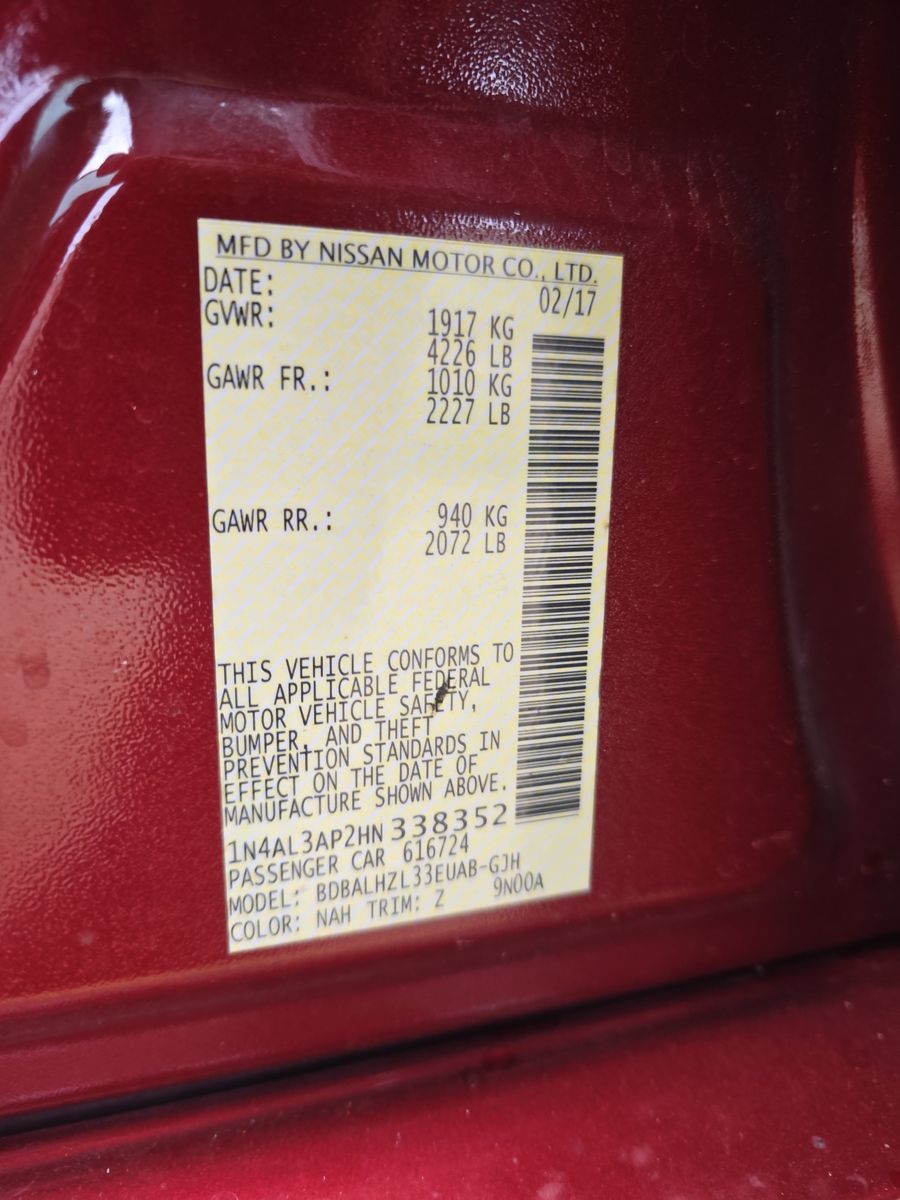 MFD BY NISSAN MOTOR CO., LTD.
DATE: 02/17
GVWR: 1917 KG
4226 LB
GAWR FR.: 1010 KG
2227 LB
GAWR RR.: 940 KG
2072 LB
THIS VEHICLE CONFORMS TO
ALL APPLICABLE FEDERAL
MOTOR VEHICLE SAFETY,
BUMPER, AND THEFT
PREVENTION STANDARDS IN
EFFECT ON THE DATE OF
MANUFACTURE SHOWN ABOVE.
1N4AL3AP2HN338352
PASSENGER CAR 616724
MODEL: BDBALHZL33EUAB-GJH
COLOR: NAH TRIM: Z 9N00A